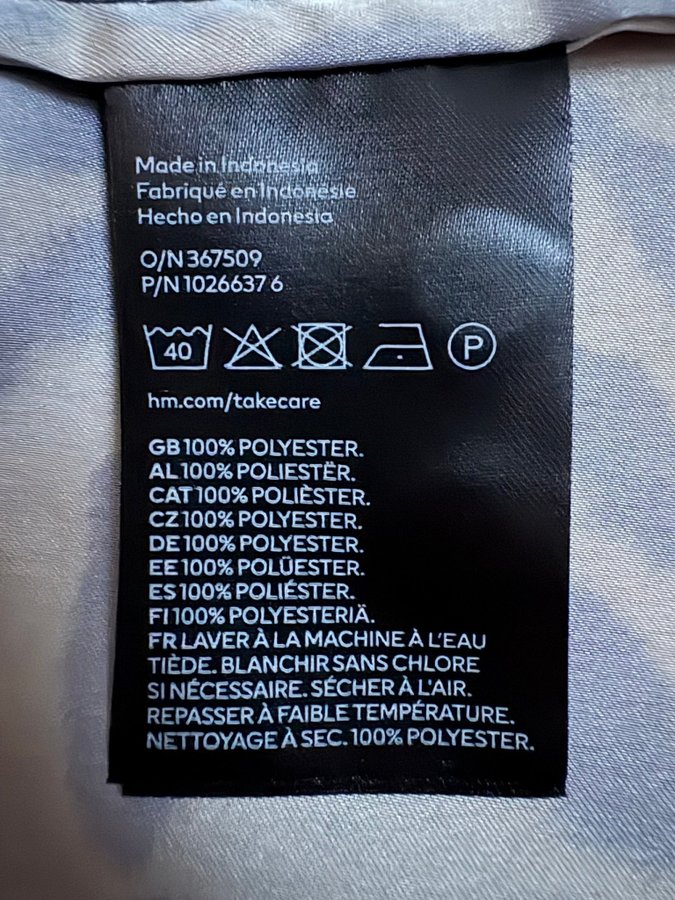 Made in Indonesia
Fabriqué en Indonésie
Hecho en Indonesia
O/N 367509
P/N 1026637 6
40 P
hm.com/takecare
GB 100% POLYESTER.
AL 100% POLIESTËR.
CAT 100% POLIÈSTER.
CZ 100% POLYESTER.
DE 100% POLYESTER.
EE 100% POLÜESTER.
ES 100% POLIÉSTER.
FI 100% POLYESTERIÄ.
FR LAVER À LA MACHINE À L'EAU
TIÈDE. BLANCHIR SANS CHLORE
SI NÉCESSAIRE. SÉCHER À L'AIR.
REPASSER À FAIBLE TEMPÉRATURE.
NETTOYAGE À SEC. 100% POLYESTER.